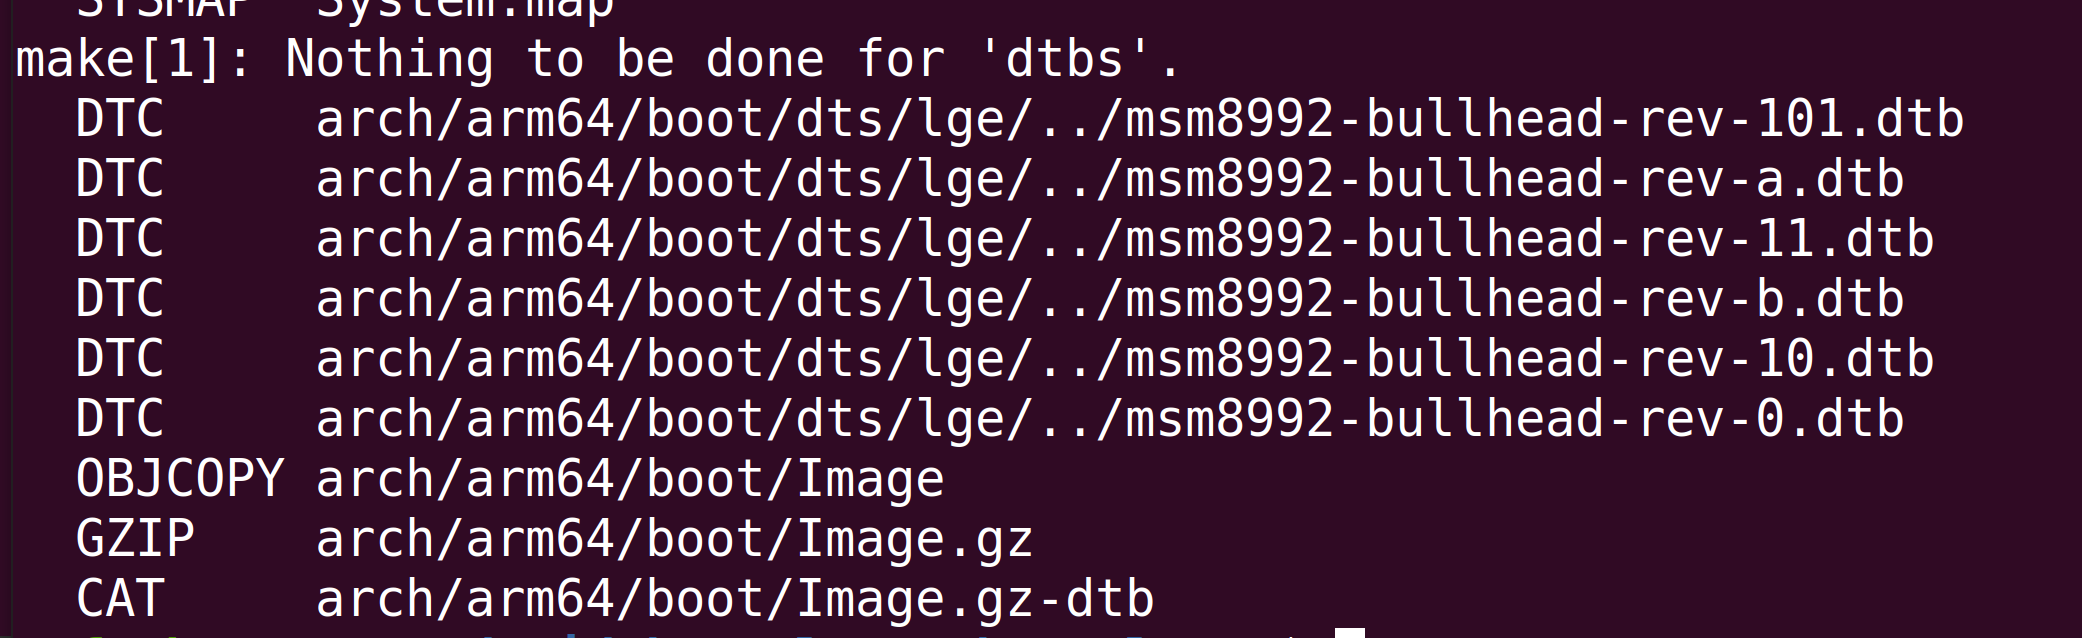 SYSMAP  System.map
make[1]: Nothing to be done for 'dtbs'.
  DTC     arch/arm64/boot/dts/lge/../msm8992-bullhead-rev-101.dtb
  DTC     arch/arm64/boot/dts/lge/../msm8992-bullhead-rev-a.dtb
  DTC     arch/arm64/boot/dts/lge/../msm8992-bullhead-rev-11.dtb
  DTC     arch/arm64/boot/dts/lge/../msm8992-bullhead-rev-b.dtb
  DTC     arch/arm64/boot/dts/lge/../msm8992-bullhead-rev-10.dtb
  DTC     arch/arm64/boot/dts/lge/../msm8992-bullhead-rev-0.dtb
  OBJCOPY arch/arm64/boot/Image
  GZIP    arch/arm64/boot/Image.gz
  CAT     arch/arm64/boot/Image.gz-dtb